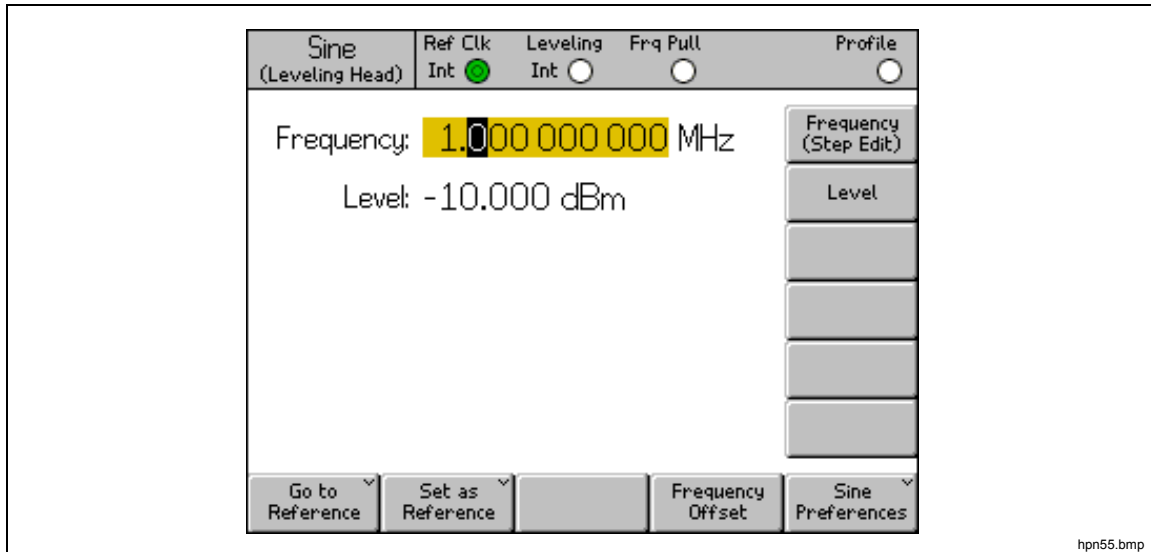 Sine
(Leveling Head)
Ref Clk
Int
Leveling
Int
Frq Pull
Profile
Frequency: 1.000 000 000 MHz
Level: -10.000 dBm
Frequency
(Step Edit)
Level
Go to
Reference
Set as
Reference
Frequency
Offset
Sine
Preferences
hpn55.bmp